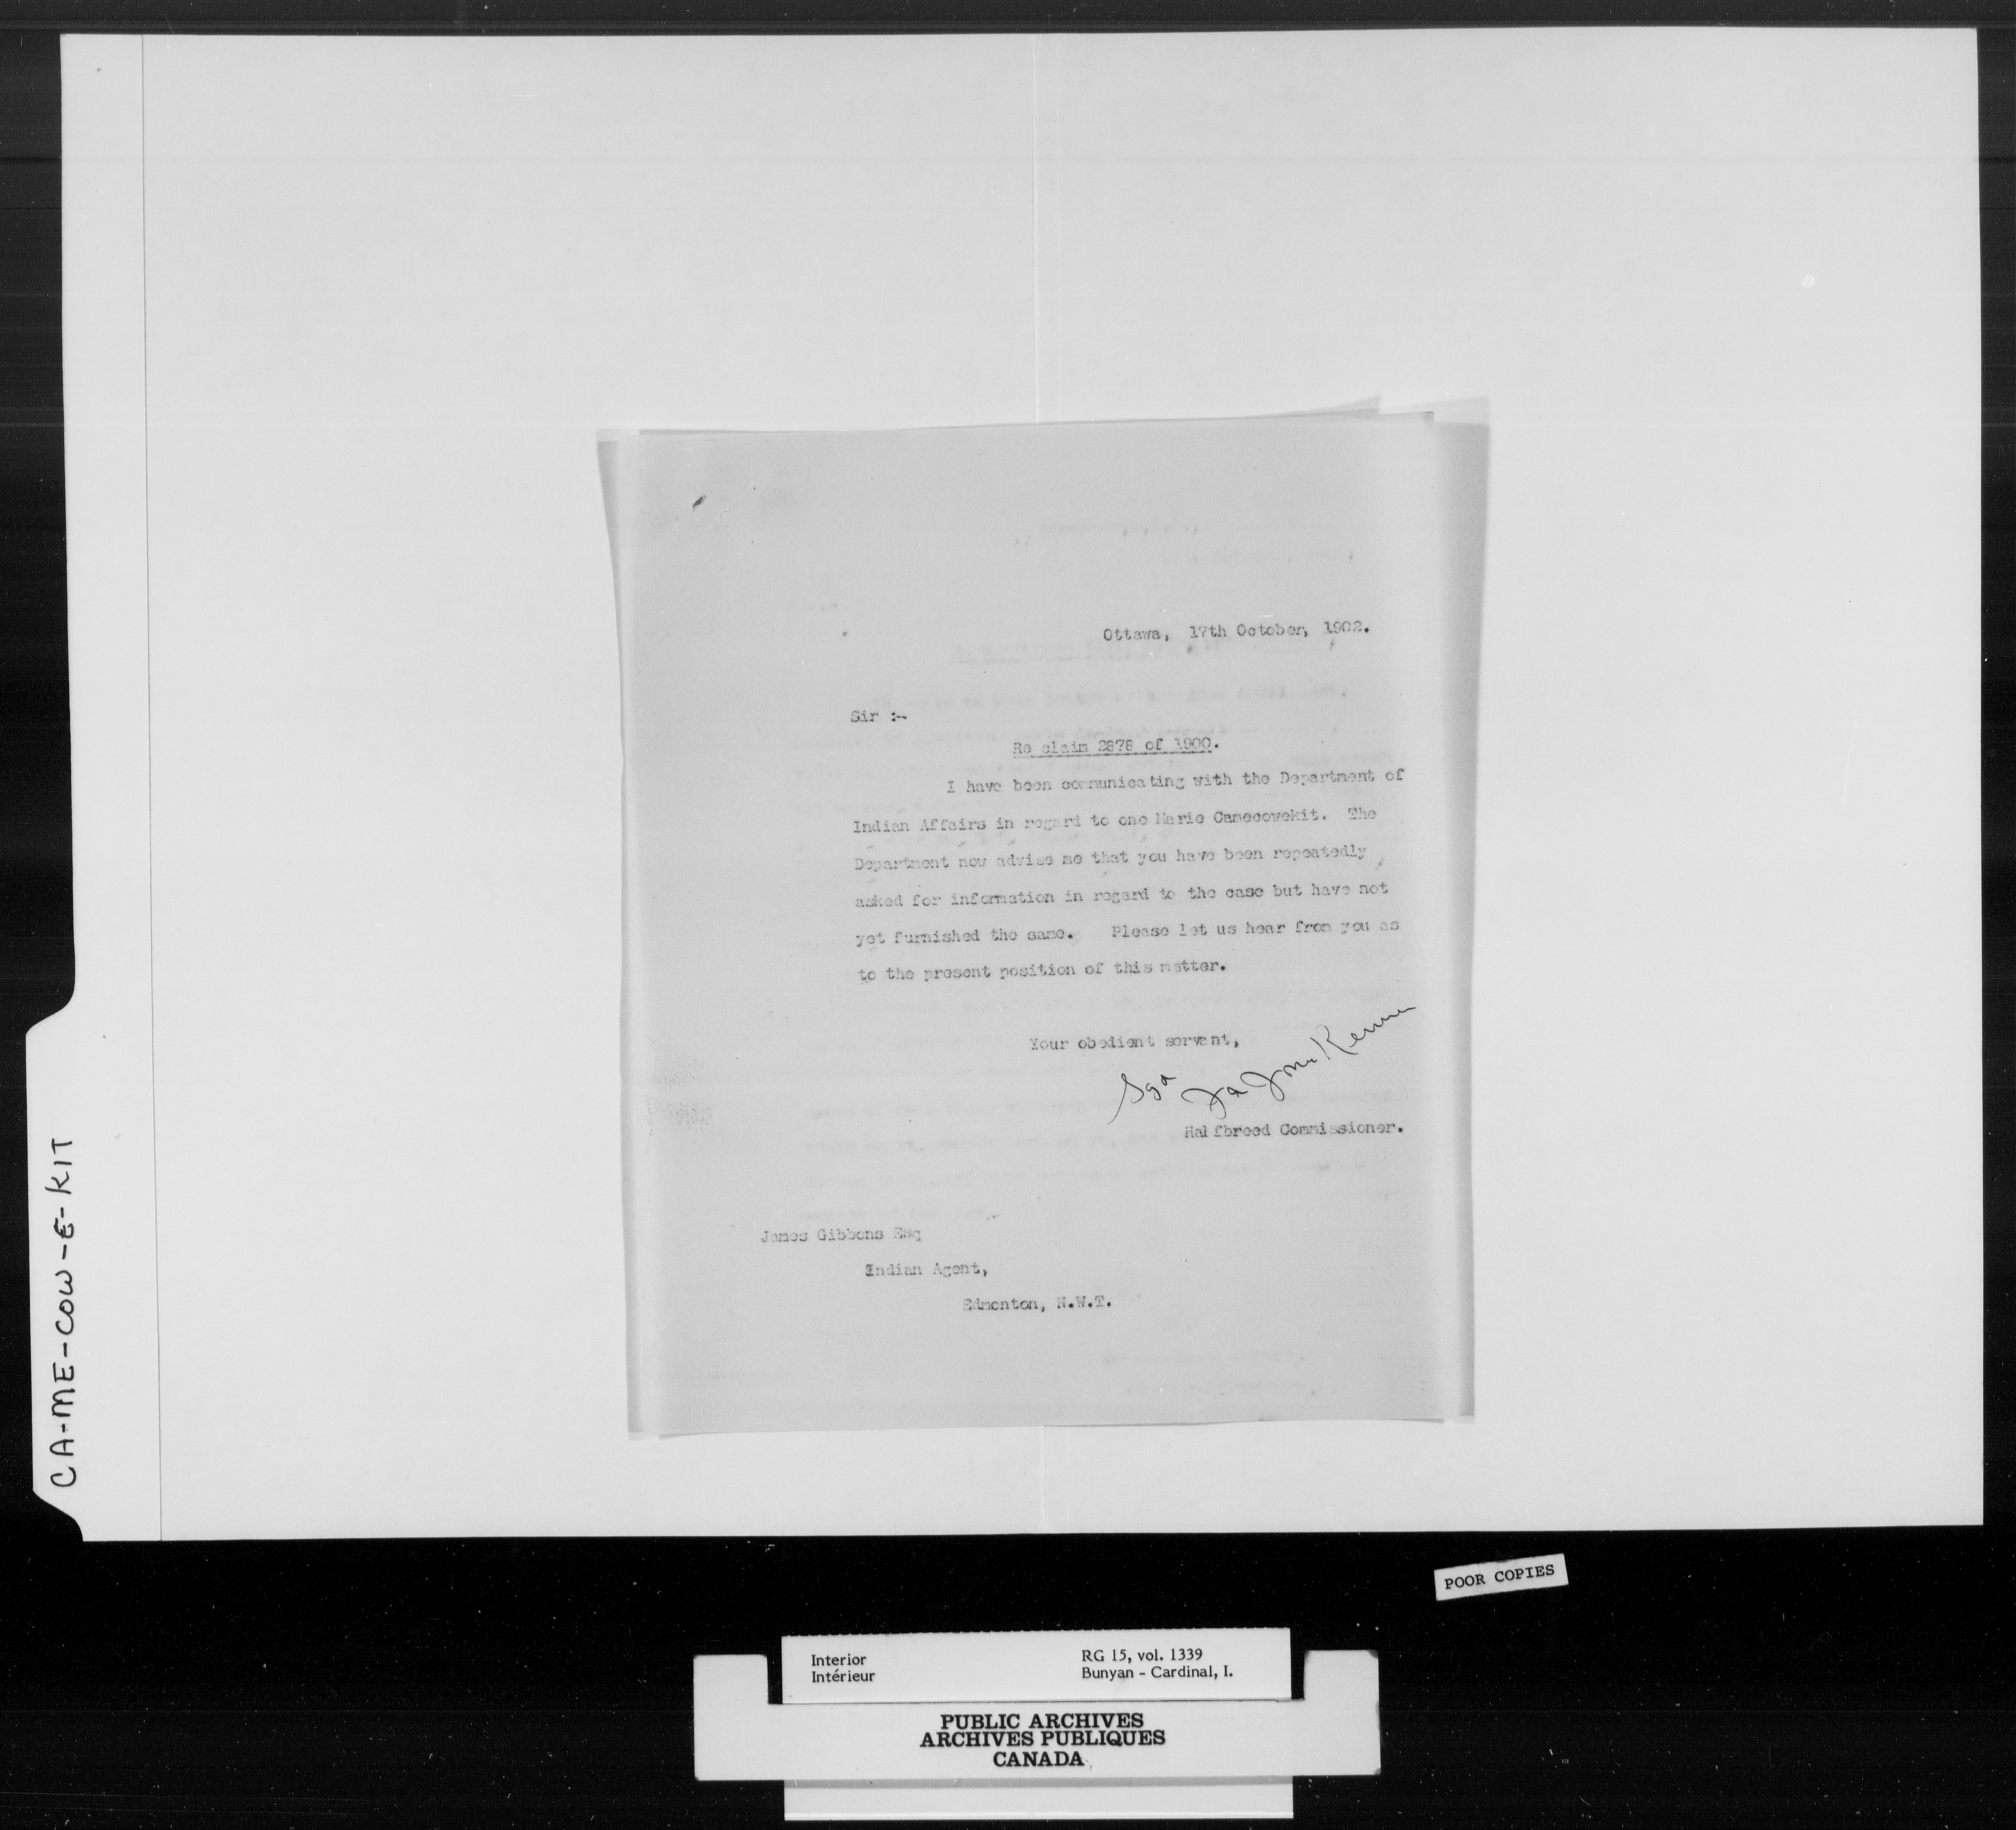 CA-ME-COW-E-KIT
Ottawa, 17th October, 1902.
Sir :--
Re claim 2878 of 1900.
I have been communicating with the Department of
Indian Affairs in regard to one Marie Camecowekit. The
Department now advise me that you have been repeatedly
asked for information in regard to the case but have not
yet furnished the same. Please let us hear from you as
to the present position of this matter.
Your obedient servant,
Sgd JAJ McKenna
Halfbreed Commissioner.
James Gibbons Esq
Indian Agent,
Edmonton, N.W.T.
POOR COPIES
Interior
Intérieur
RG 15, vol. 1339
Bunyan - Cardinal, I.
PUBLIC ARCHIVES
ARCHIVES PUBLIQUES
CANADA